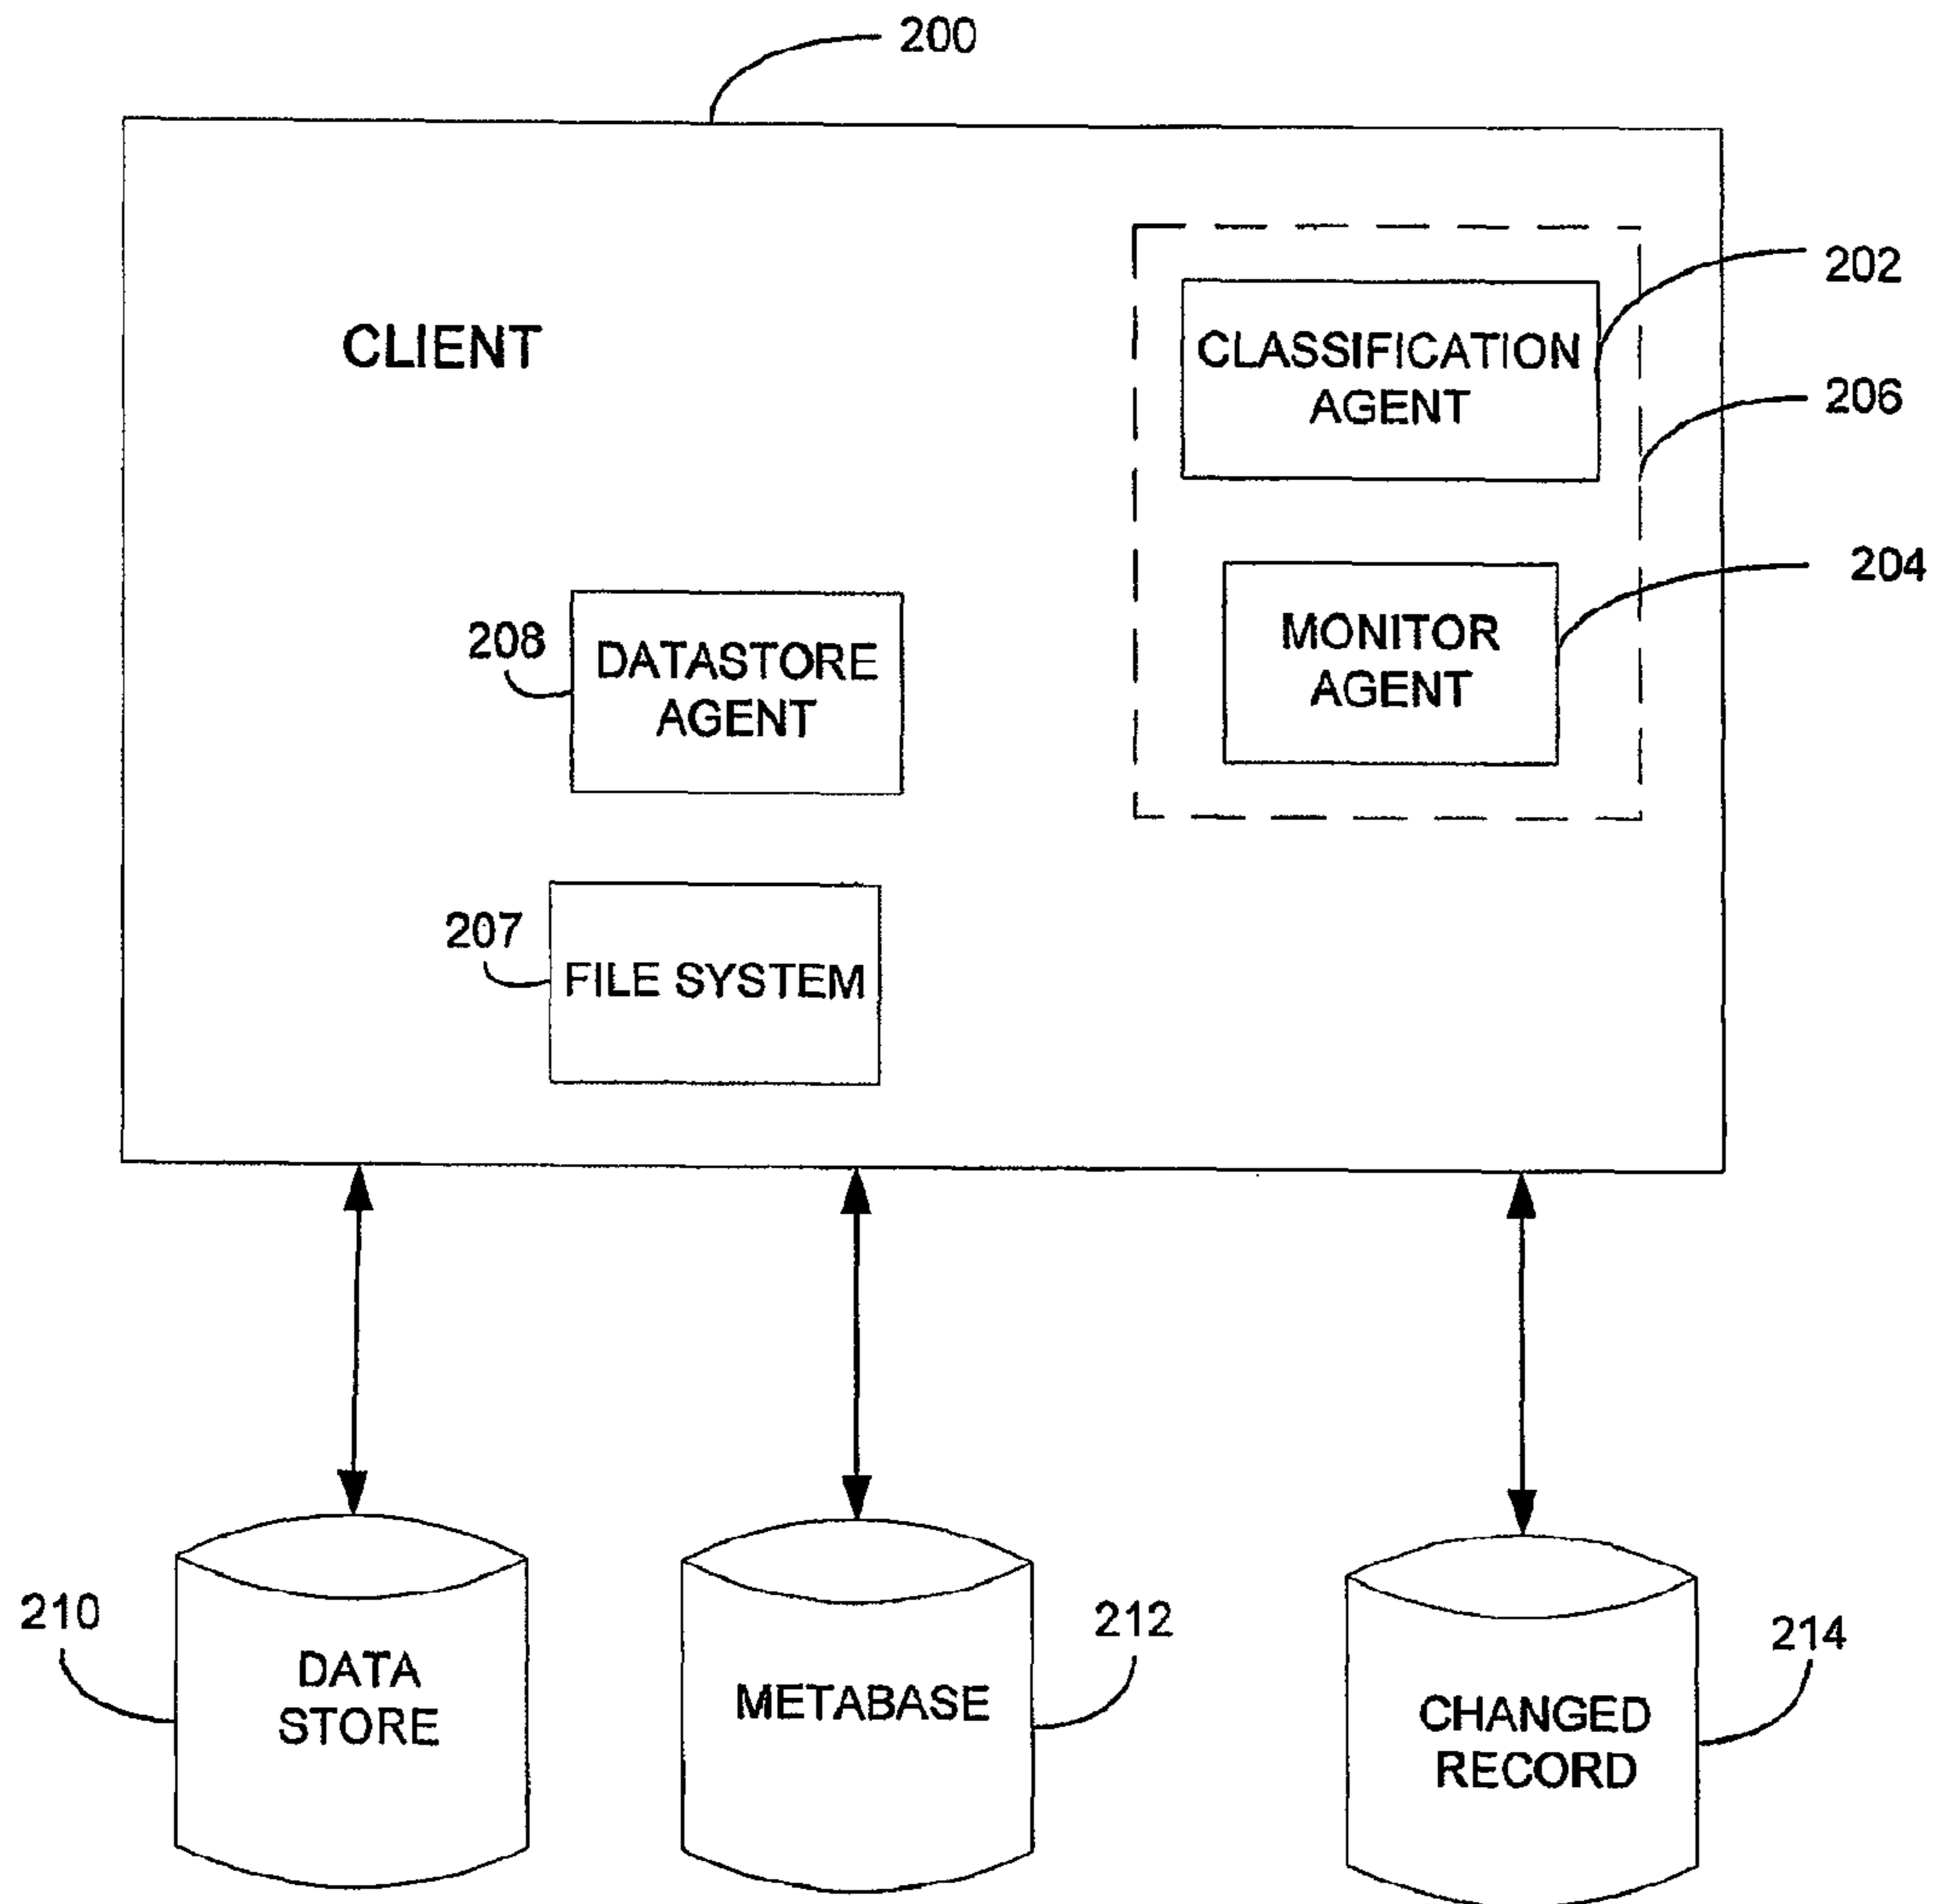 200
CLIENT
CLASSIFICATION
AGENT
202
206
204
MONITOR
AGENT
208
DATASTORE
AGENT
207
FILE SYSTEM
210
DATA
STORE
METABASE
212
CHANGED
RECORD
214